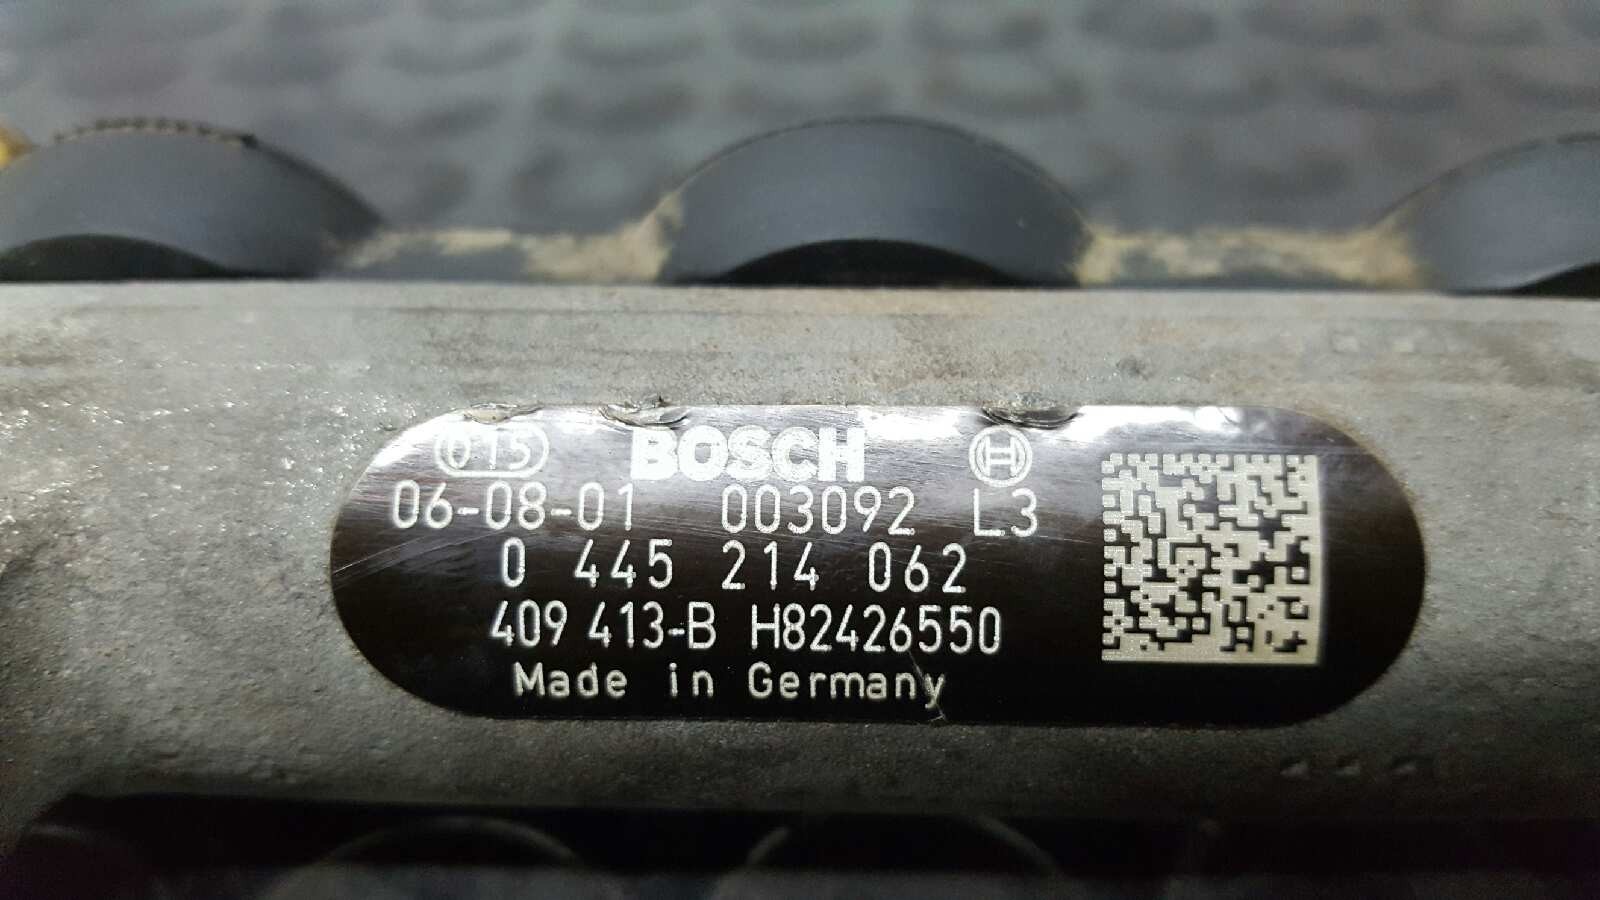 015 BOSCH H
06-08-01 003092 L3
0 445 214 062
409 413-B H82426550
Made in Germany